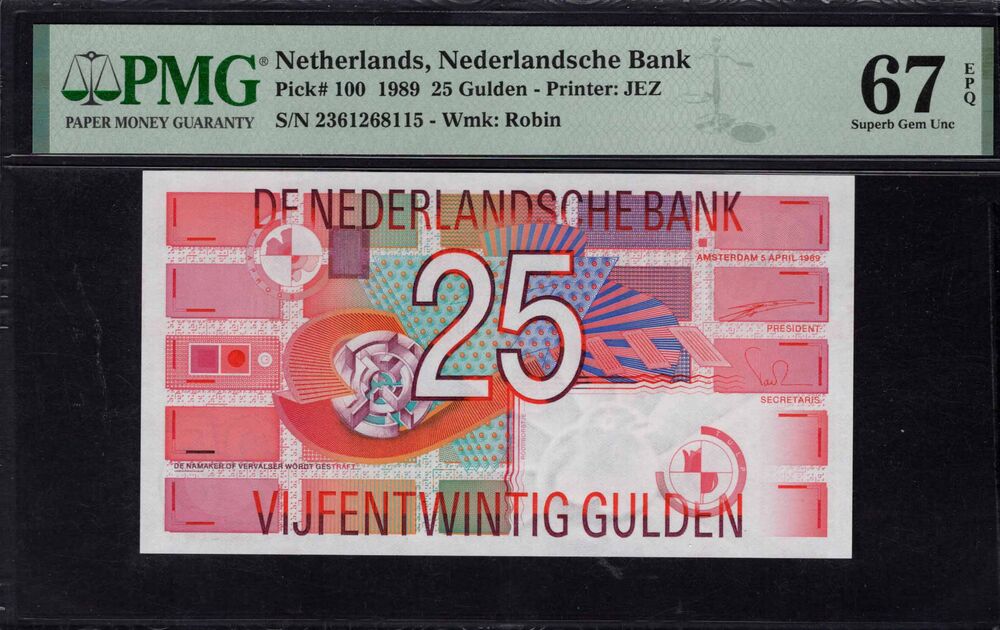 PMG®
PAPER MONEY GUARANTY
Netherlands, Nederlandsche Bank
Pick# 100 1989 25 Gulden - Printer: JEZ
S/N 2361268115 - Wmk: Robin
67
EPQ
Superb Gem Unc
DE NEDERLANDSCHE BANK
AMSTERDAM 5 APRIL 1989
25
PRESIDENT
SECRETARIS
ROODBORSTJE
DE NAMAKER OF VERVALSER WORDT GESTRAFT
TULP
VIJFENTWINTIG GULDEN